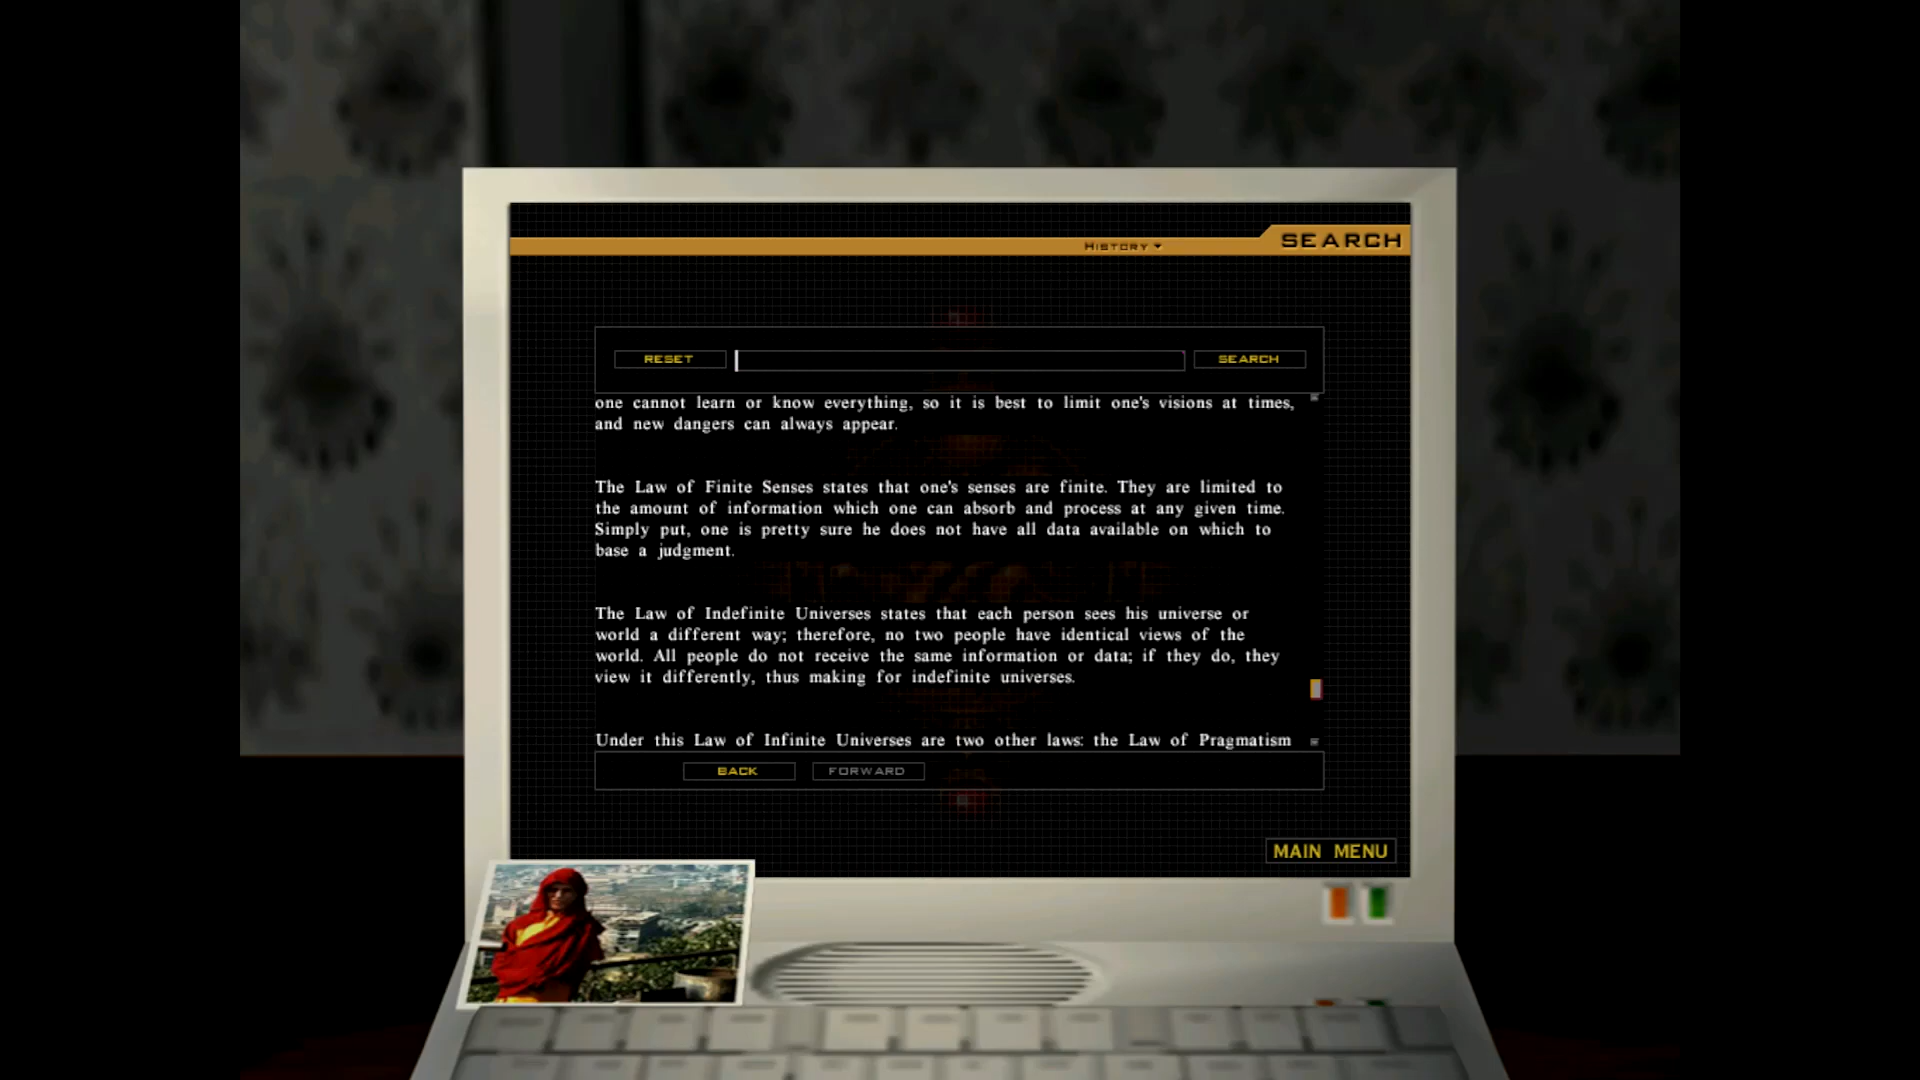 HISTORY
SEARCH
RESET
SEARCH
one cannot learn or know everything, so it is best to limit one's visions at times,
and new dangers can always appear.
The Law of Finite Senses states that one's senses are finite. They are limited to
the amount of information which one can absorb and process at any given time.
Simply put, one is pretty sure he does not have all data available on which to
base a judgment.
The Law of Indefinite Universes states that each person sees his universe or
world a different way; therefore, no two people have identical views of the
world. All people do not receive the same information or data; if they do, they
view it differently, thus making for indefinite universes.
Under this Law of Infinite Universes are two other laws: the Law of Pragmatism
BACK
FORWARD
MAIN MENU